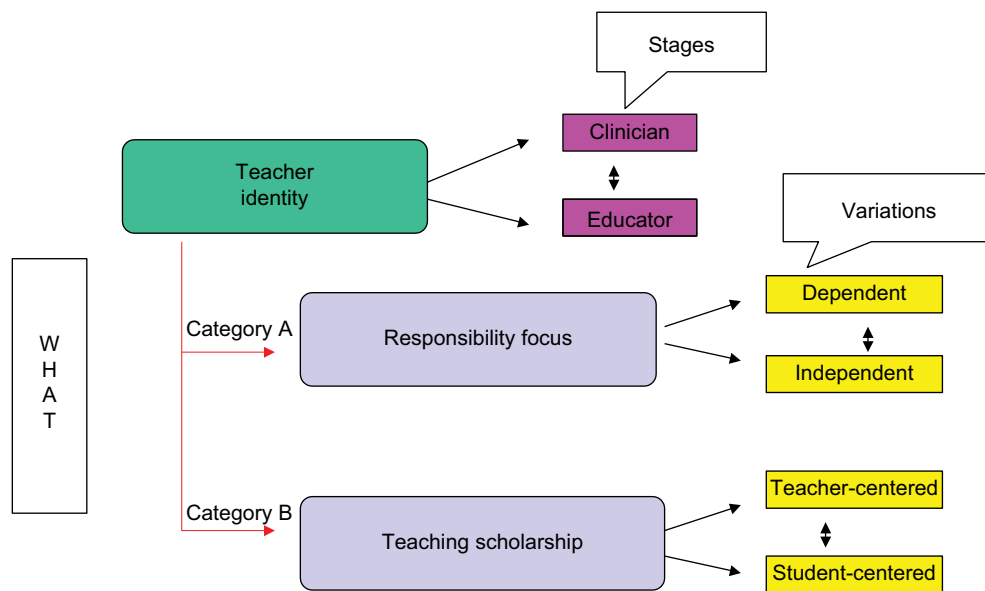 Stages
Clinician
Teacher
identity
Educator
Variations
Dependent
Category A
Responsibility focus
Independent
W
H
A
T
Teacher-centered
Category B
Teaching scholarship
Student-centered